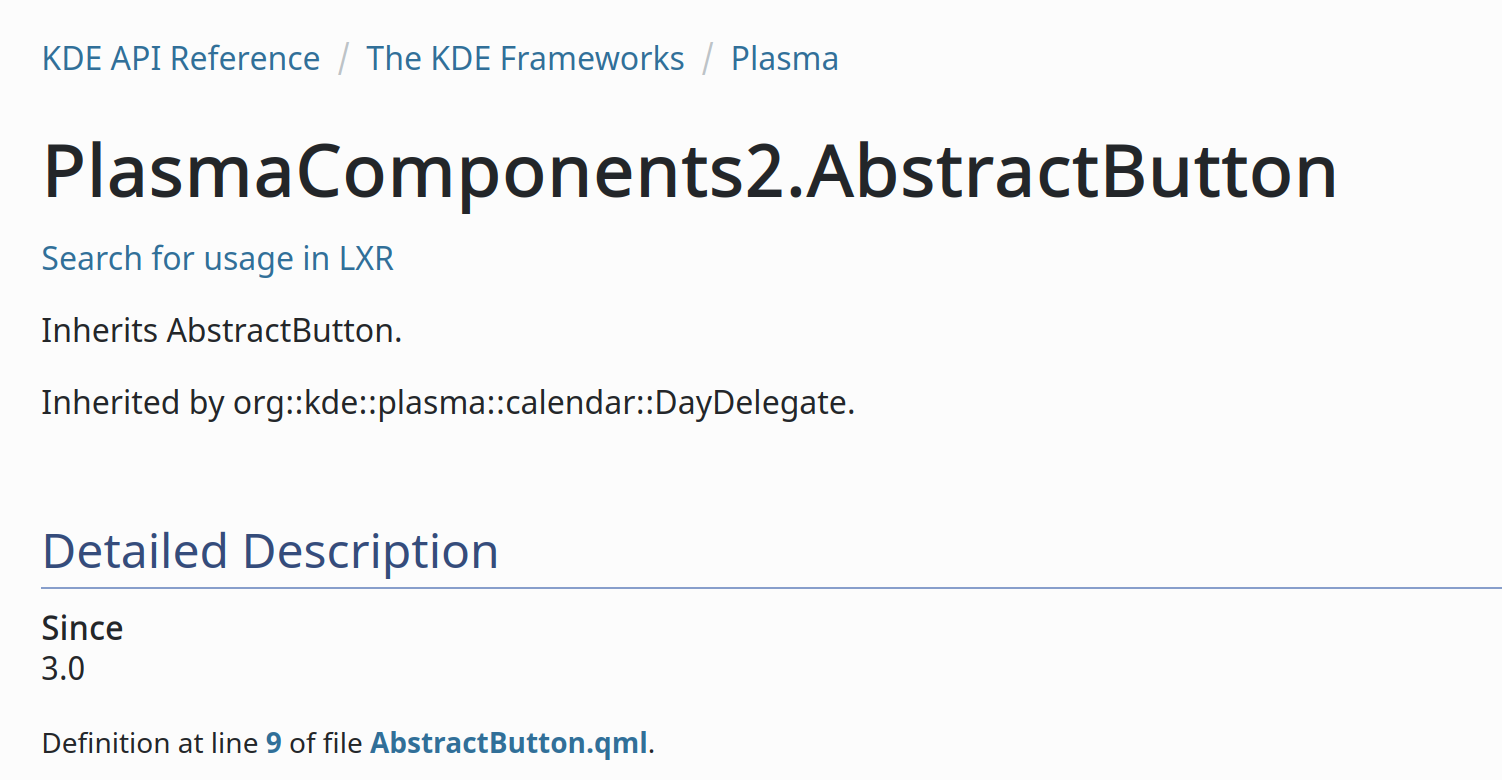 KDE API Reference / The KDE Frameworks / Plasma
PlasmaComponents2.AbstractButton
Search for usage in LXR
Inherits AbstractButton.
Inherited by org::kde::plasma::calendar::DayDelegate.
Detailed Description
Since
3.0
Definition at line 9 of file AbstractButton.qml.